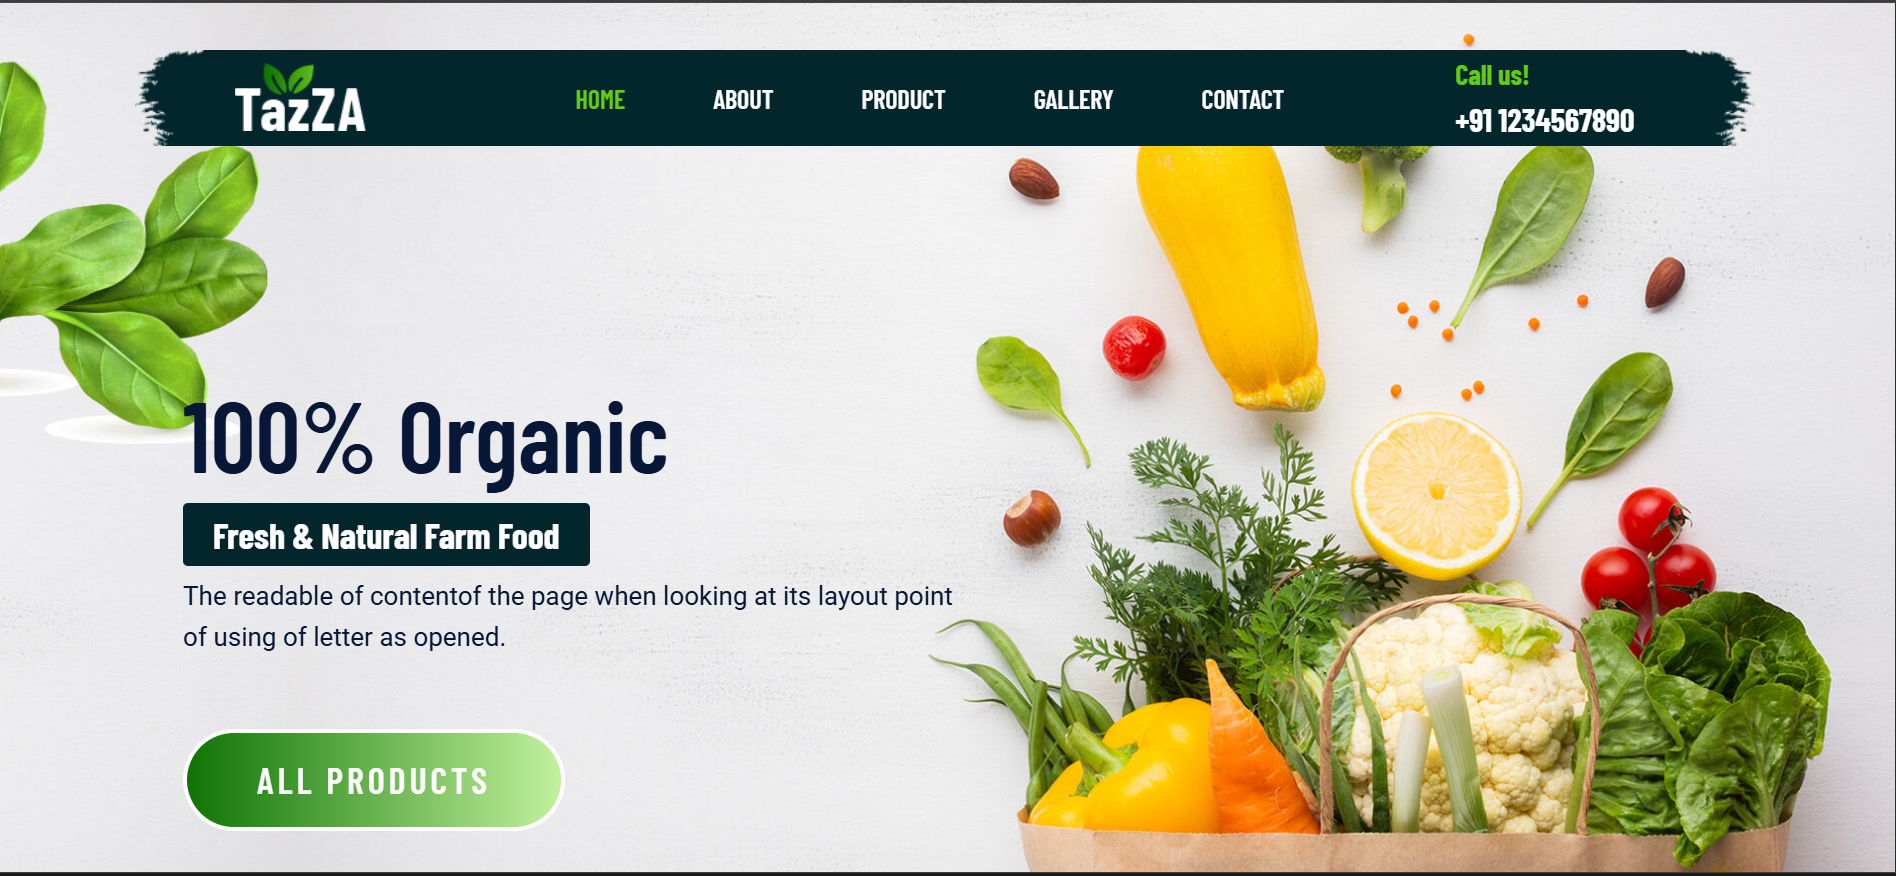 TazZA
HOME ABOUT PRODUCT GALLERY CONTACT
Call us!
+91 1234567890
100% Organic
Fresh & Natural Farm Food
The readable of contentof the page when looking at its layout point
of using of letter as opened.
ALL PRODUCTS